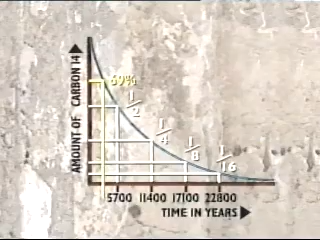 AMOUNT OF CARBON 14
69%
1/2
1/4
1/8
1/16
5700 11400 17100 22800
TIME IN YEARS